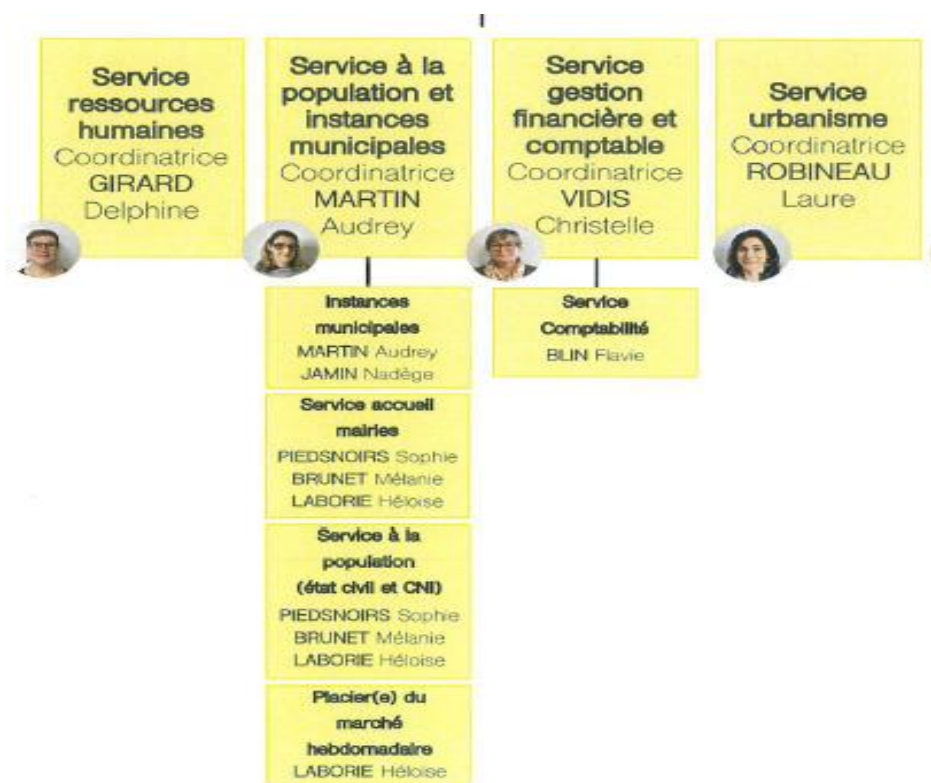 Service
ressources
humaines
Coordinatrice
GIRARD
Delphine
Service à la
population et
instances
municipales
Coordinatrice
MARTIN
Audrey
Service
gestion
financière et
comptable
Coordinatrice
VIDIS
Christelle
Service
urbanisme
Coordinatrice
ROBINEAU
Laure
Instances
municipales
MARTIN Audrey
JAMIN Nadège
Service accueil
mairies
PIEDSNOIRS Sophie
BRUNET Mélanie
LABORIE Héloise
Service à la
population
(état civil et CNI)
PIEDSNOIRS Sophie
BRUNET Mélanie
LABORIE Héloise
Placier(e) du
marché
hebdomadaire
LABORIE Héloise
Service
Comptabilité
BLIN Flavie